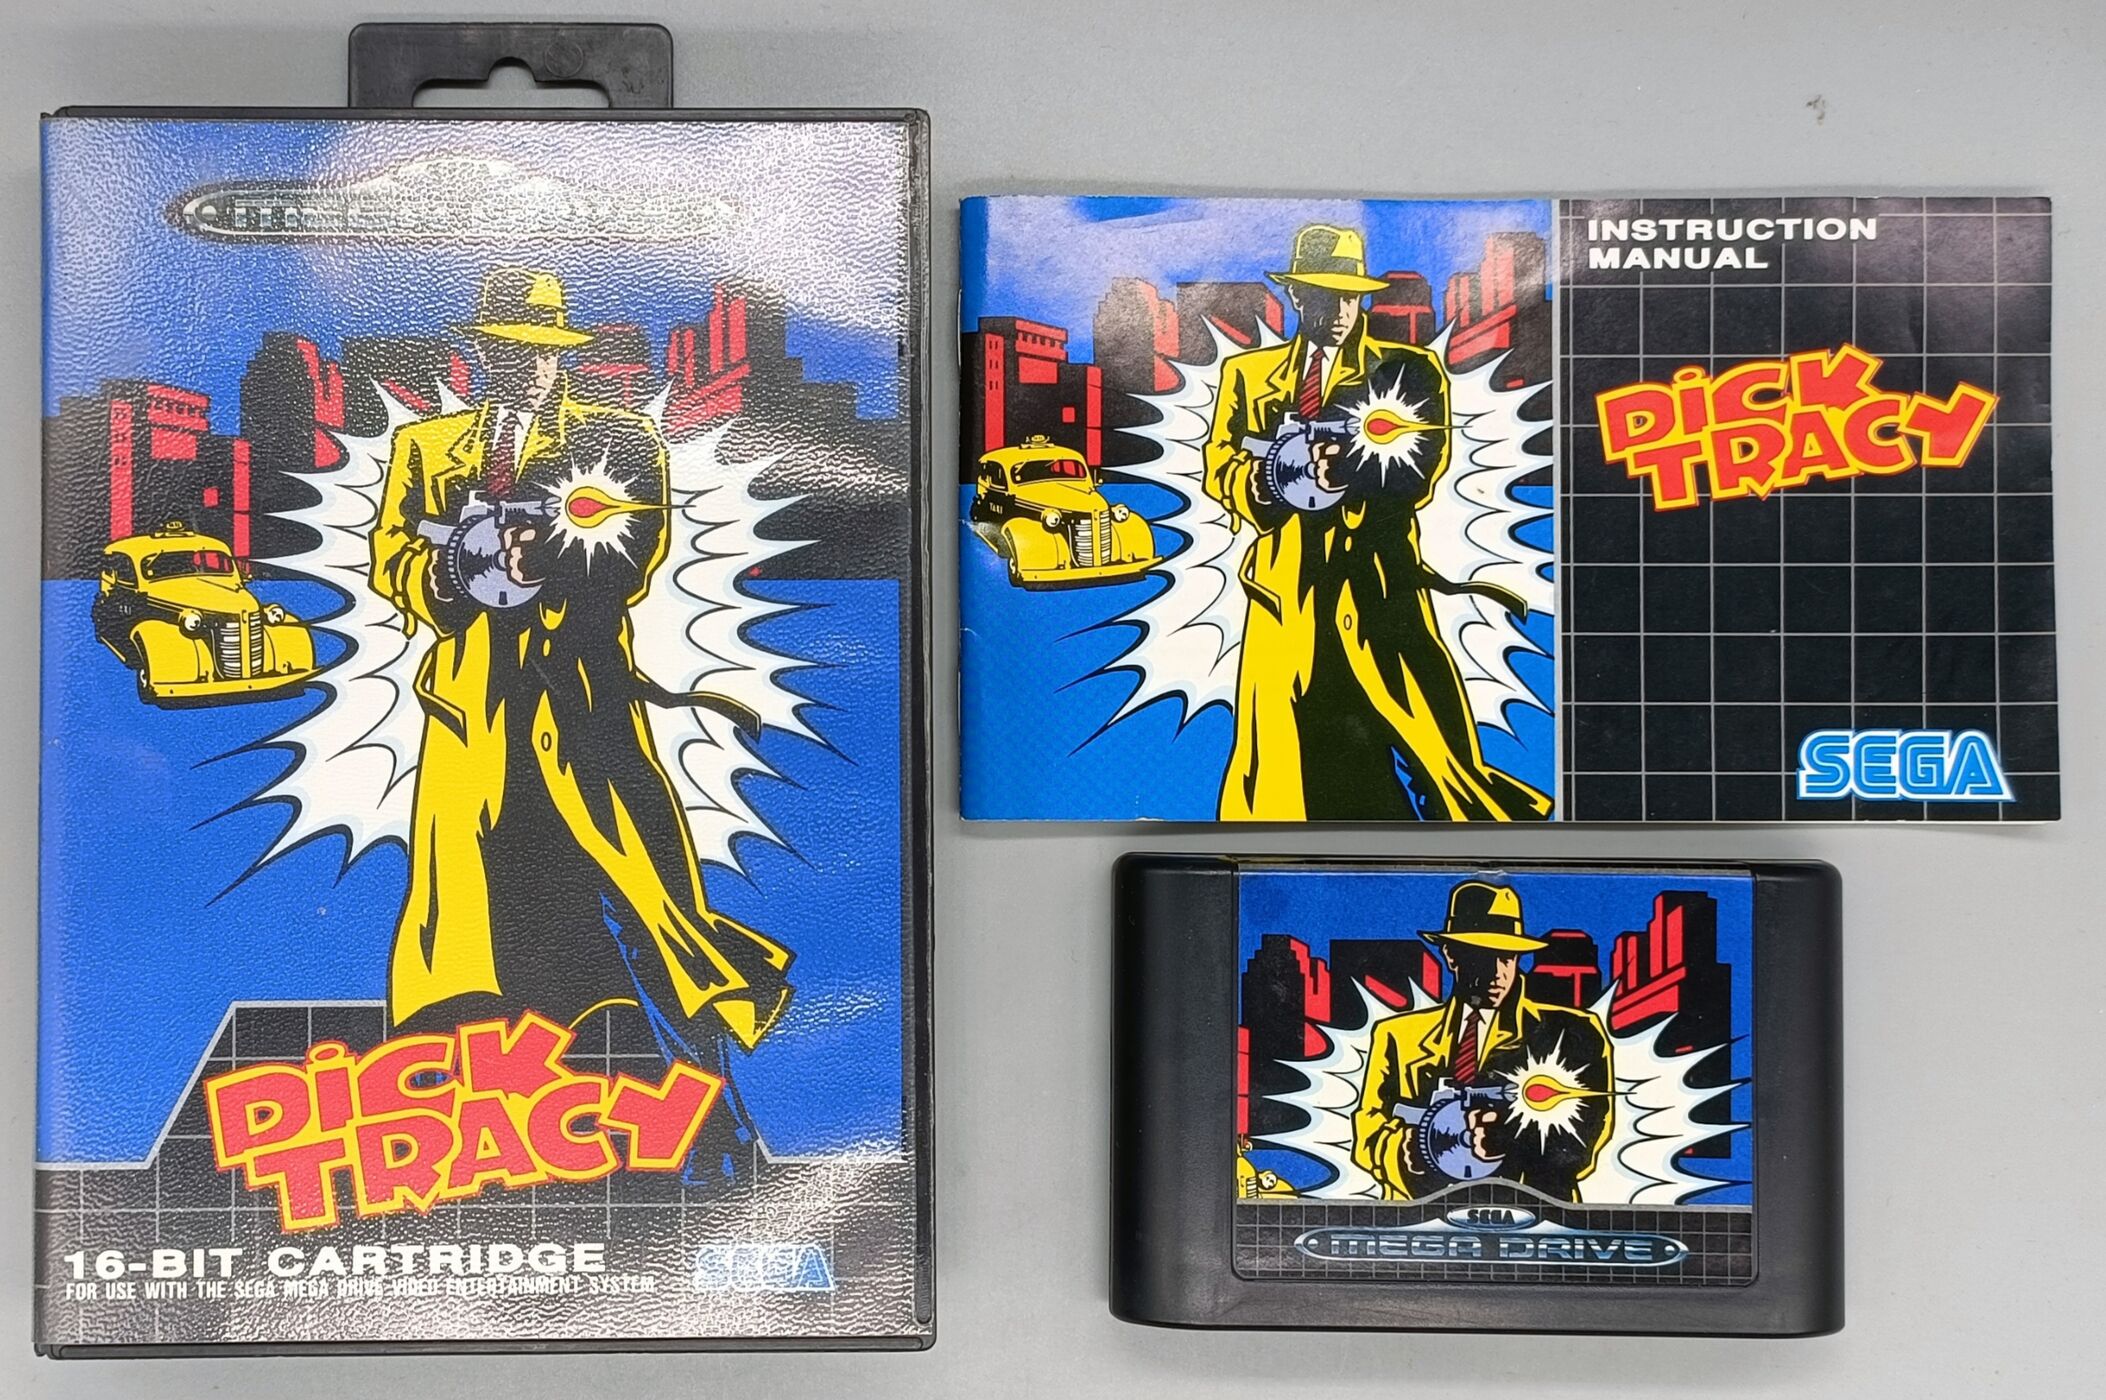 DiCK
TRACY
16-BIT CARTRIDGE
FOR USE WITH THE SEGA MEGA DRIVE VIDEO ENTERTAINMENT SYSTEM.
SEGA
INSTRUCTION
MANUAL
DiCK
TRACY
TAXI
SEGA
SEGA
MEGA DRIVE